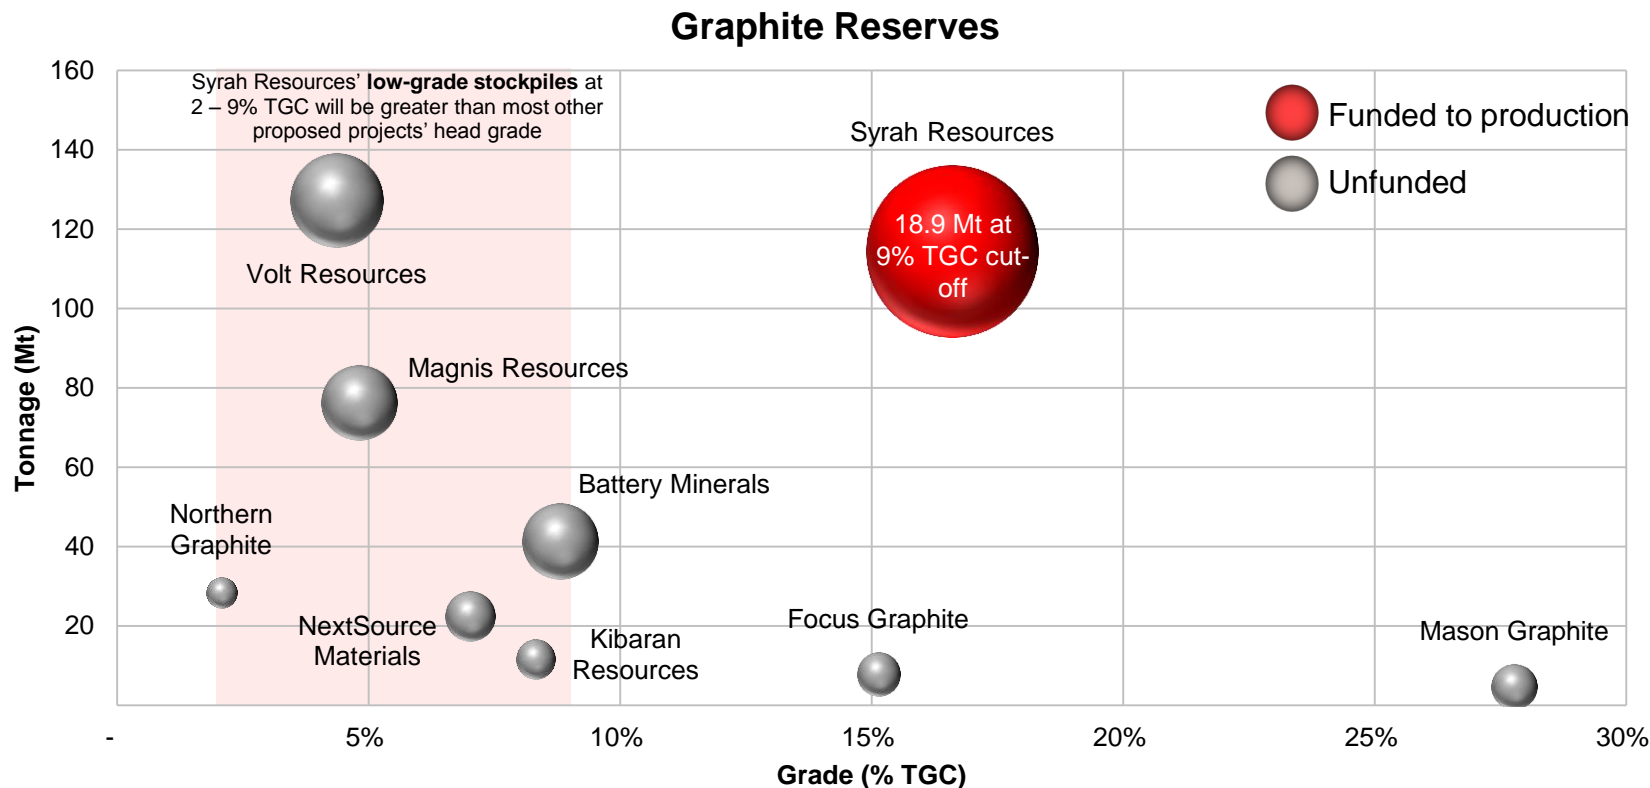 Graphite Reserves
Syrah Resources’ low-grade stockpiles at
2 – 9% TGC will be greater than most other
proposed projects’ head grade
Funded to production
Unfunded
Syrah Resources
18.9 Mt at
9% TGC cut-
off
Volt Resources
Magnis Resources
Battery Minerals
Northern
Graphite
NextSource
Materials
Kibaran
Resources
Focus Graphite
Mason Graphite
Tonnage (Mt)
160
140
120
100
80
60
40
20
-
5%
10%
15%
20%
25%
30%
Grade (% TGC)